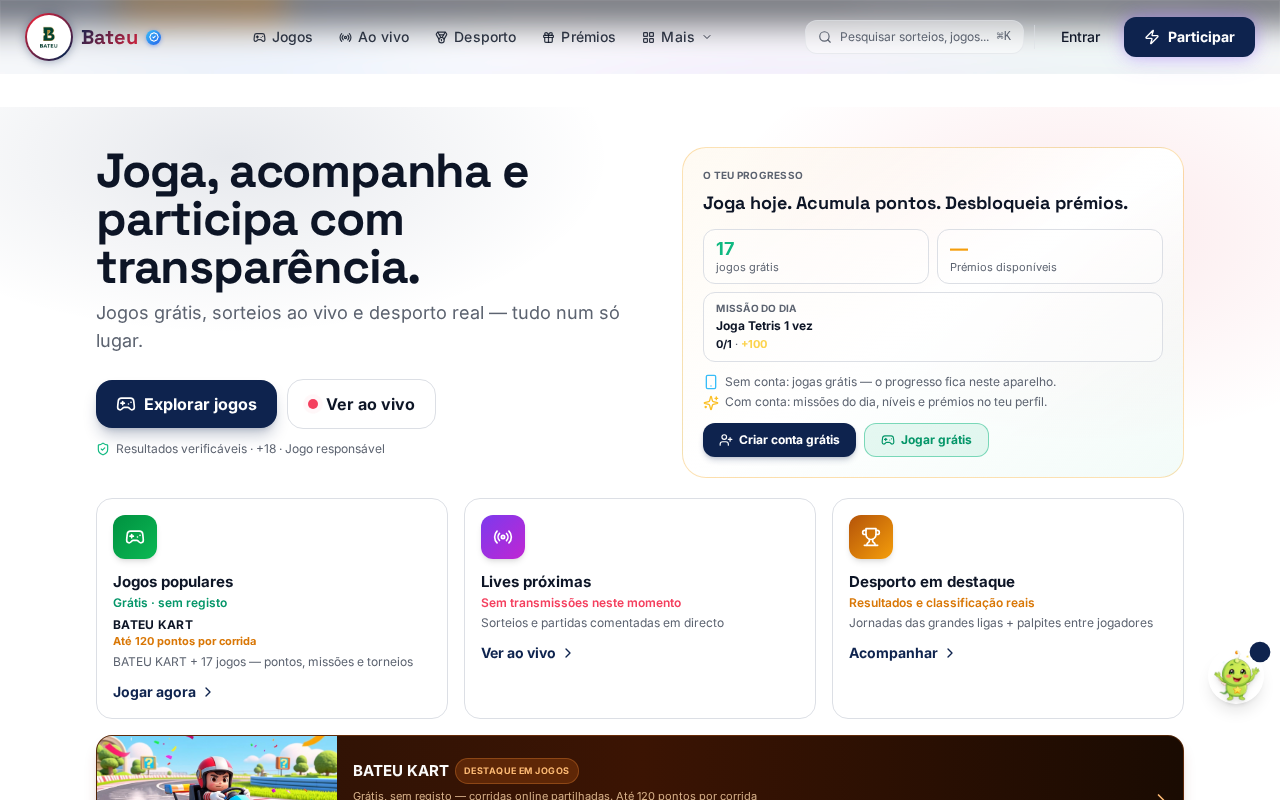 B
BATEU
Bateu
Jogos
Ao vivo
Desporto
Prémios
Mais
Pesquisar sorteios, jogos... ⌘K
Entrar
Participar
Joga, acompanha e
participa com
transparência.
Jogos grátis, sorteios ao vivo e desporto real — tudo num só
lugar.
Explorar jogos
Ver ao vivo
Resultados verificáveis · +18 · Jogo responsável
O TEU PROGRESSO
Joga hoje. Acumula pontos. Desbloqueia prémios.
17
jogos grátis
—
Prémios disponíveis
MISSÃO DO DIA
Joga Tetris 1 vez
0/1 · +100
Sem conta: jogas grátis — o progresso fica neste aparelho.
Com conta: missões do dia, níveis e prémios no teu perfil.
Criar conta grátis
Jogar grátis
Jogos populares
Grátis · sem registo
BATEU KART
Até 120 pontos por corrida
BATEU KART + 17 jogos — pontos, missões e torneios
Jogar agora
Lives próximas
Sem transmissões neste momento
Sorteios e partidas comentadas em directo
Ver ao vivo
Desporto em destaque
Resultados e classificação reais
Jornadas das grandes ligas + palpites entre jogadores
Acompanhar
BATEU KART
DESTAQUE EM JOGOS
Grátis, sem registo — corridas online partilhadas. Até 120 pontos por corrida